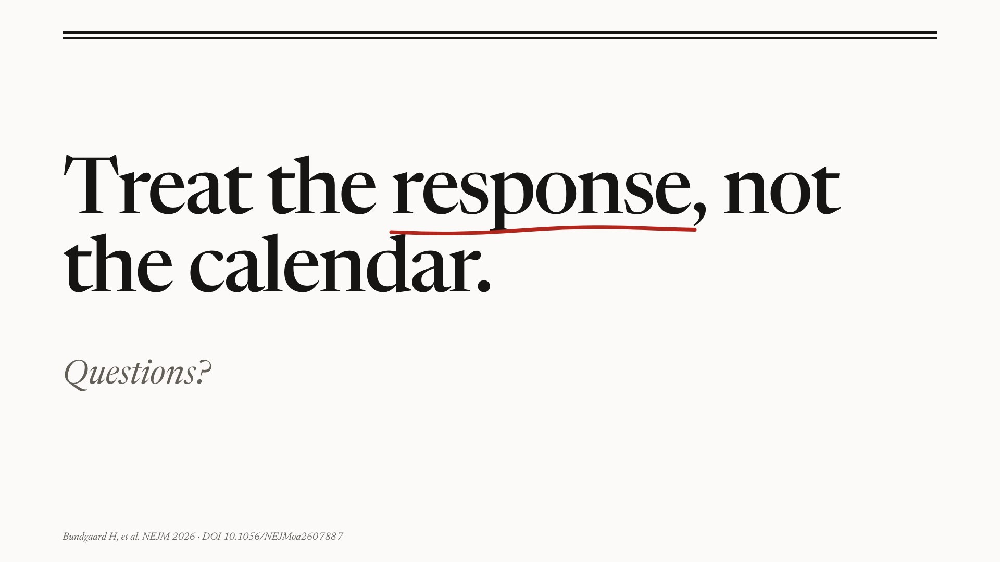 Treat the response, not
the calendar.
Questions?
Bundgaard H, et al. NEJM 2026 · DOI 10.1056/NEJMoa2607887